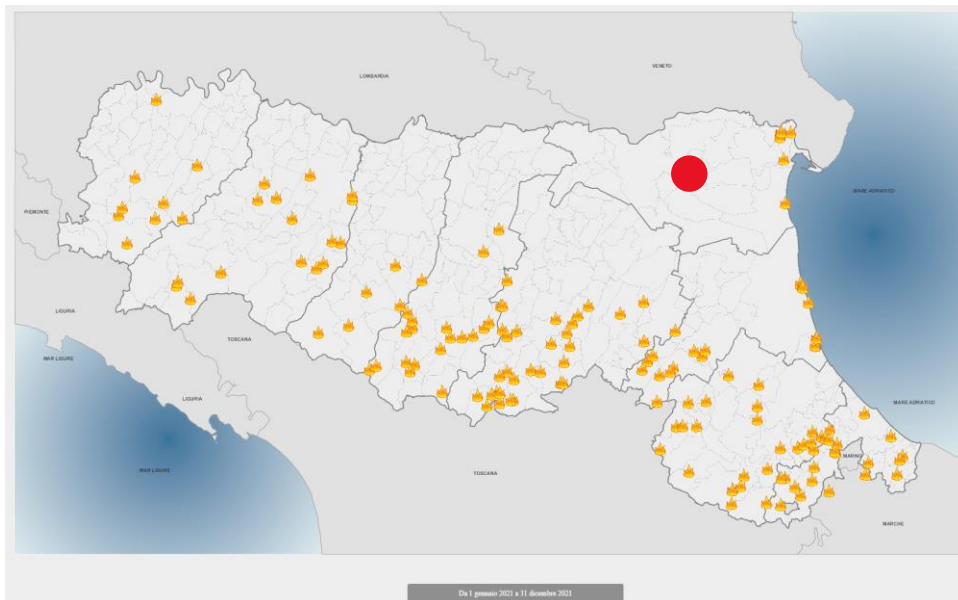 LOMBARDIA
VENETO
PIEMONTE
MARE ADRIATICO
LIGURIA
TOSCANA
MAR LIGURE
LIGURIA
MARE ADRIATICO
MARINO
MAR LIGURE
TOSCANA
MARCHE
Da 1 gennaio 2021 a 31 dicembre 2021